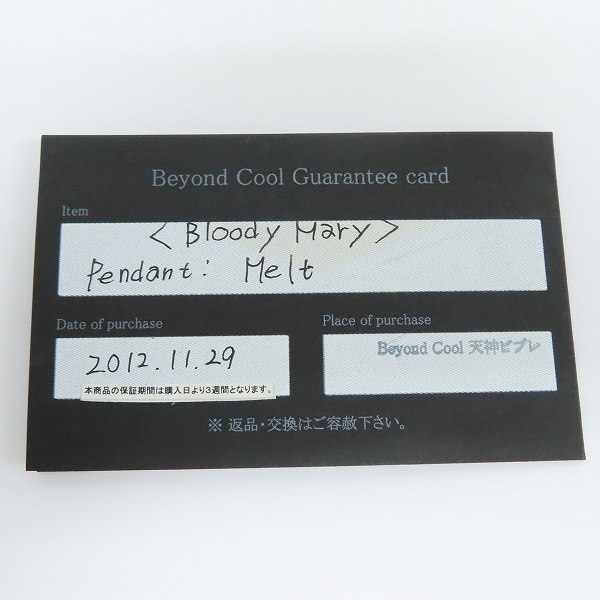 Beyond Cool Guarantee card
Item
< Bloody Mary >
Pendant: Melt
Date of purchase
Place of purchase
2012.11.29
Beyond Cool 天神ビブレ
本商品の保証期間は購入日より3週間となります。
※ 返品・交換はご容赦下さい。